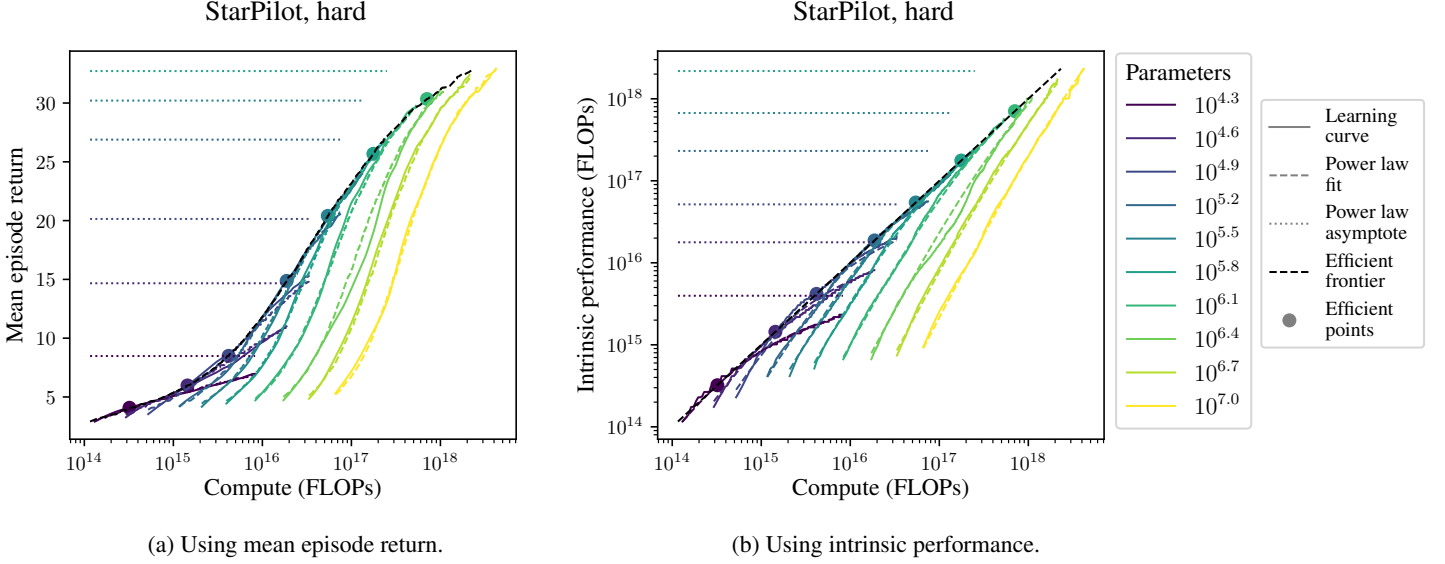 StarPilot, hard
Mean episode return
30
25
20
15
10
5
10^14
10^15
10^16
10^17
10^18
Compute (FLOPs)
(a) Using mean episode return.
StarPilot, hard
Intrinsic performance (FLOPs)
10^18
10^17
10^16
10^15
10^14
10^14
10^15
10^16
10^17
10^18
Compute (FLOPs)
(b) Using intrinsic performance.
Parameters
10^4.3
10^4.6
10^4.9
10^5.2
10^5.5
10^5.8
10^6.1
10^6.4
10^6.7
10^7.0
Learning
curve
Power law
fit
Power law
asymptote
Efficient
frontier
Efficient
points